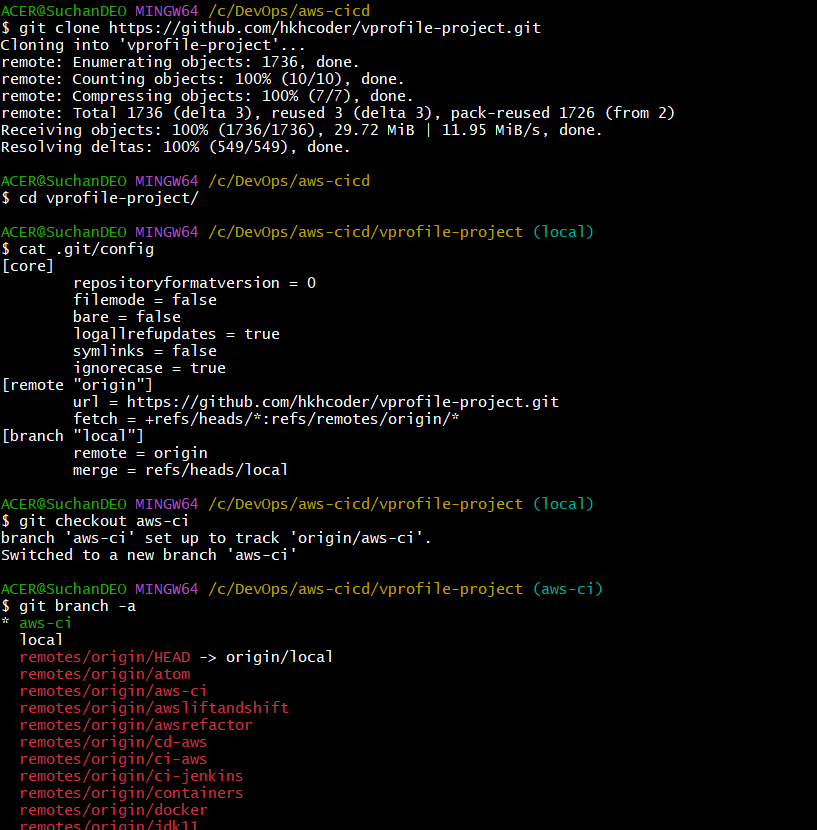 ACER@SuchanDEO MINGW64 /c/DevOps/aws-cicd
$ git clone https://github.com/hkhcoder/vprofile-project.git
Cloning into 'vprofile-project'...
remote: Enumerating objects: 1736, done.
remote: Counting objects: 100% (10/10), done.
remote: Compressing objects: 100% (7/7), done.
remote: Total 1736 (delta 3), reused 3 (delta 3), pack-reused 1726 (from 2)
Receiving objects: 100% (1736/1736), 29.72 MiB | 11.95 MiB/s, done.
Resolving deltas: 100% (549/549), done.

ACER@SuchanDEO MINGW64 /c/DevOps/aws-cicd
$ cd vprofile-project/

ACER@SuchanDEO MINGW64 /c/DevOps/aws-cicd/vprofile-project (local)
$ cat .git/config
[core]
        repositoryformatversion = 0
        filemode = false
        bare = false
        logallrefupdates = true
        symlinks = false
        ignorecase = true
[remote "origin"]
        url = https://github.com/hkhcoder/vprofile-project.git
        fetch = +refs/heads/*:refs/remotes/origin/*
[branch "local"]
        remote = origin
        merge = refs/heads/local

ACER@SuchanDEO MINGW64 /c/DevOps/aws-cicd/vprofile-project (local)
$ git checkout aws-ci
branch 'aws-ci' set up to track 'origin/aws-ci'.
Switched to a new branch 'aws-ci'

ACER@SuchanDEO MINGW64 /c/DevOps/aws-cicd/vprofile-project (aws-ci)
$ git branch -a
* aws-ci
  local
  remotes/origin/HEAD -> origin/local
  remotes/origin/atom
  remotes/origin/aws-ci
  remotes/origin/awsliftandshift
  remotes/origin/awsrefactor
  remotes/origin/cd-aws
  remotes/origin/ci-aws
  remotes/origin/ci-jenkins
  remotes/origin/containers
  remotes/origin/docker
  remotes/origin/jdk11